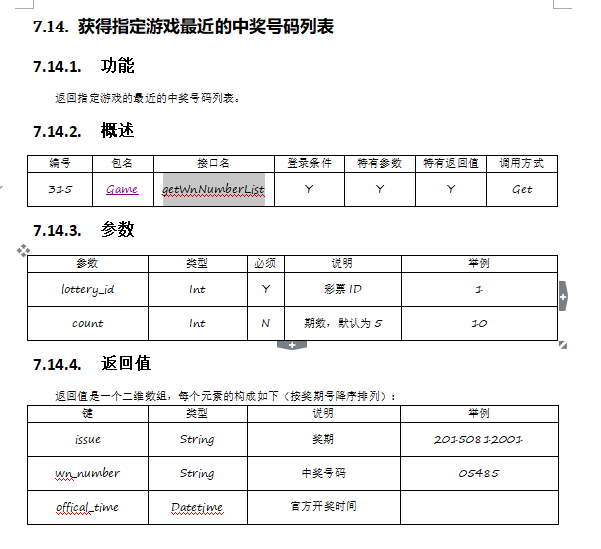 7.14. 获得指定游戏最近的中奖号码列表
7.14.1. 功能
返回指定游戏的最近的中奖号码列表。
7.14.2. 概述
编号 包名 接口名 登录条件 特有参数 特有返回值 调用方式
315 Game getWnNumberList Y Y Y Get
7.14.3. 参数
参数 类型 必须 说明 举例
lottery_id Int Y 彩票ID 1
count Int N 期数，默认为5 10
7.14.4. 返回值
返回值是一个二维数组，每个元素的构成如下（按奖期号降序排列）：
键 类型 说明 举例
issue String 奖期 20150812001
wn_number String 中奖号码 05485
offical_time Datetime 官方开奖时间